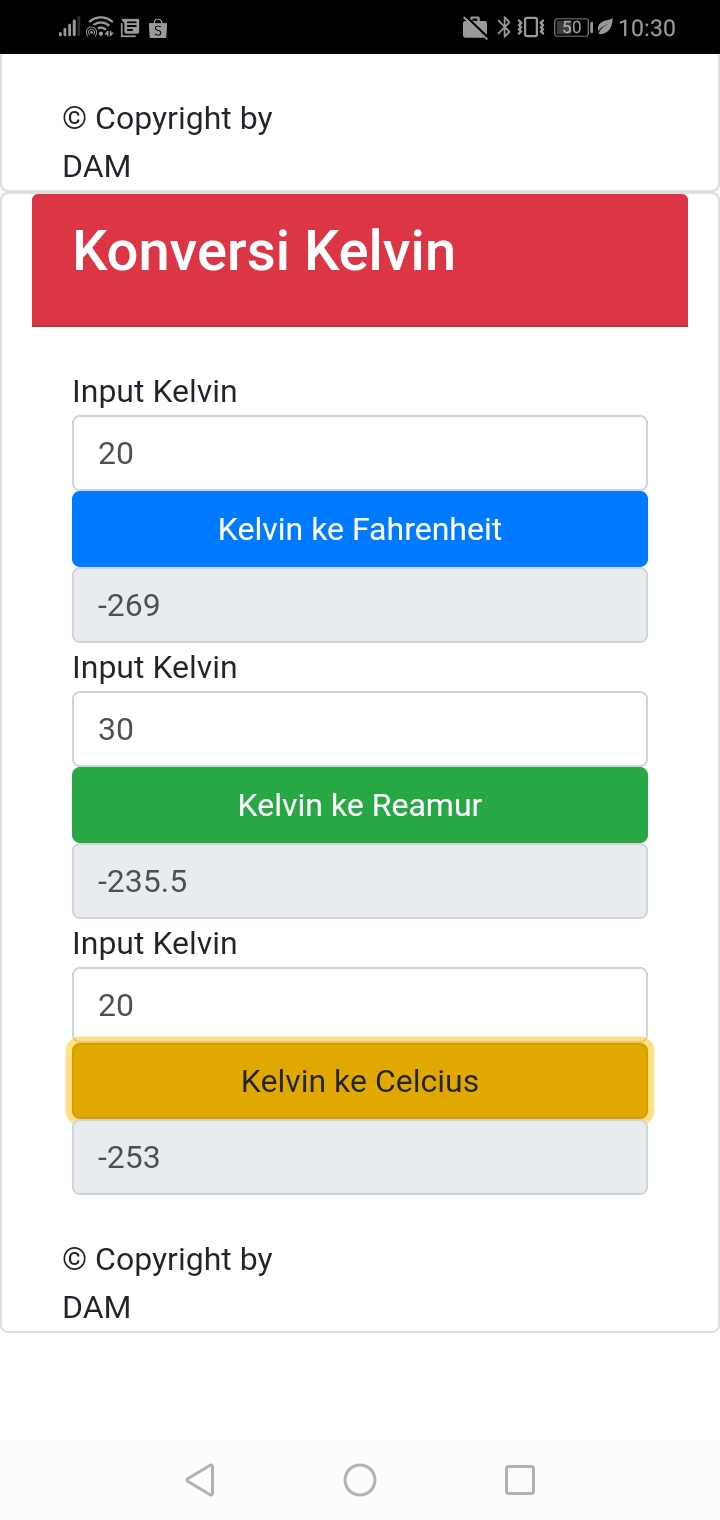 50 10:30
© Copyright by
DAM
Konversi Kelvin
Input Kelvin
20
Kelvin ke Fahrenheit
-269
Input Kelvin
30
Kelvin ke Reamur
-235.5
Input Kelvin
20
Kelvin ke Celcius
-253
© Copyright by
DAM